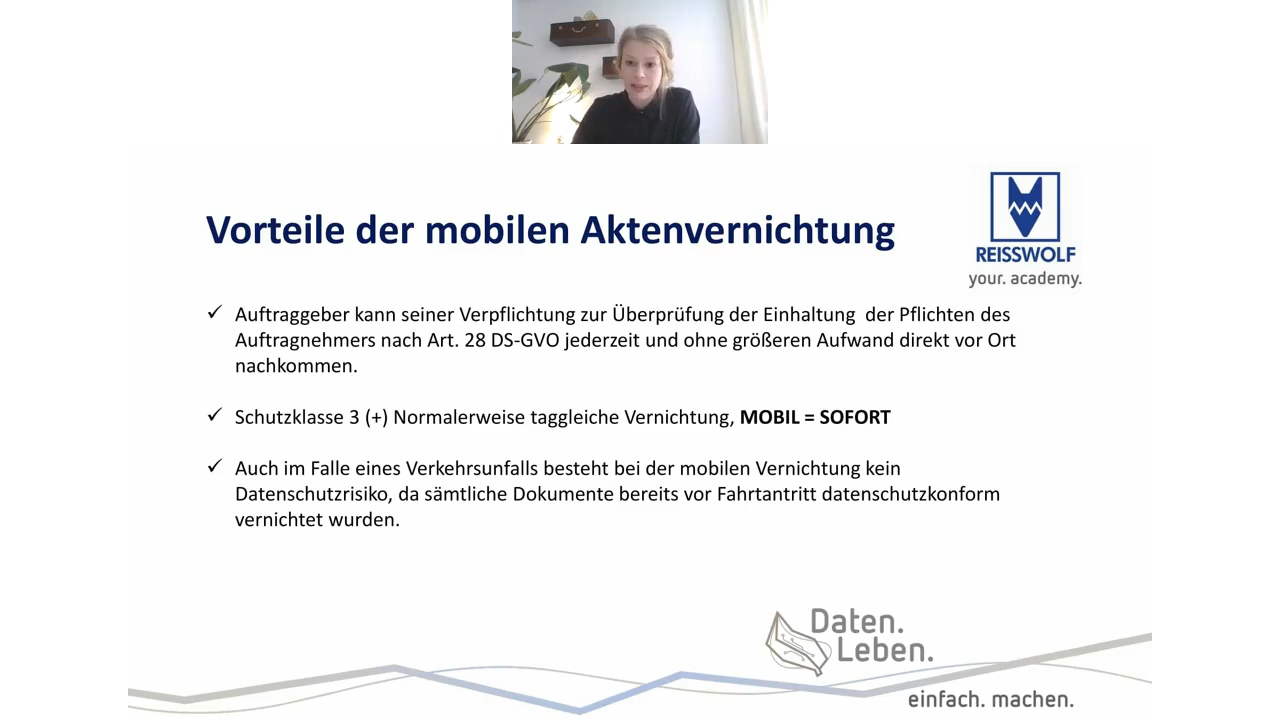 Vorteile der mobilen Aktenvernichtung
REISSWOLF
your. academy.
Auftraggeber kann seiner Verpflichtung zur Überprüfung der Einhaltung der Pflichten des
Auftragnehmers nach Art. 28 DS-GVO jederzeit und ohne größeren Aufwand direkt vor Ort
nachkommen.
Schutzklasse 3 (+) Normalerweise taggleiche Vernichtung, MOBIL = SOFORT
Auch im Falle eines Verkehrsunfalls besteht bei der mobilen Vernichtung kein
Datenschutzrisiko, da sämtliche Dokumente bereits vor Fahrtantritt datenschutzkonform
vernichtet wurden.
Daten.
Leben.
einfach. machen.